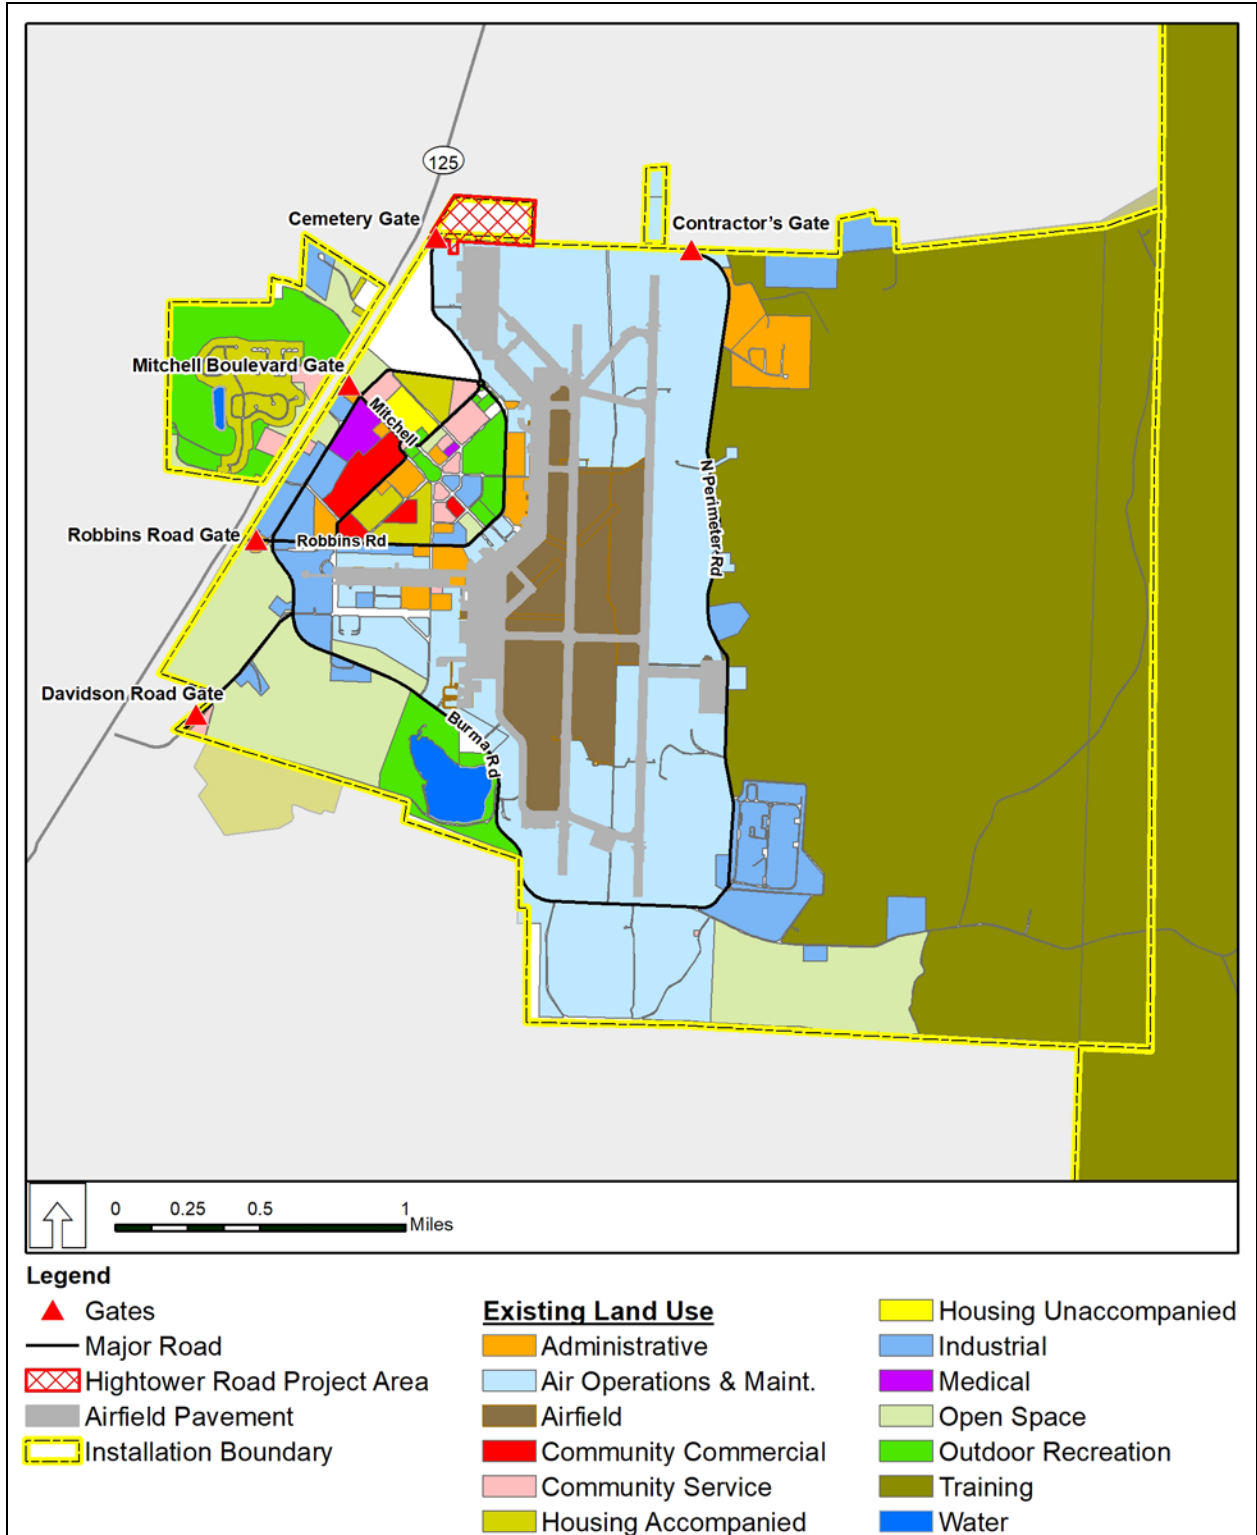 125
Cemetery Gate
Contractor's Gate
Mitchell Boulevard Gate
Mitchell
N Perimeter Rd
Robbins Road Gate
Robbins Rd
Davidson Road Gate
Burma Rd
0 0.25 0.5 1
Miles
Legend
Gates
Major Road
Hightower Road Project Area
Airfield Pavement
Installation Boundary
Existing Land Use
Administrative
Air Operations & Maint.
Airfield
Community Commercial
Community Service
Housing Accompanied
Housing Unaccompanied
Industrial
Medical
Open Space
Outdoor Recreation
Training
Water